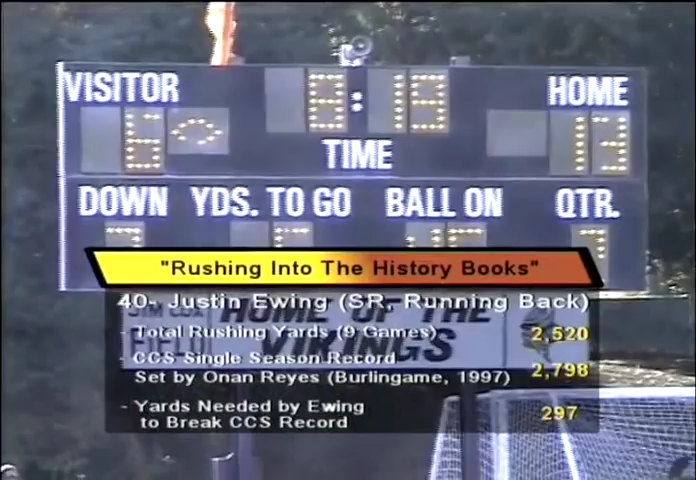 VISITOR
8:19
HOME
6
13
TIME
DOWN YDS. TO GO BALL ON QTR.
"Rushing Into The History Books"
40- Justin Ewing (SR. Running Back)
JIM COX HOME OF THE
FIELD VIKINGS
- Total Rushing Yards (9 Games) 2,520
- CCS Single Season Record
Set by Onan Reyes (Burlingame, 1997) 2,798
- Yards Needed by Ewing
to Break CCS Record 297